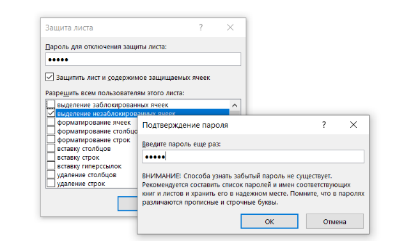 Защита листа
?
Пароль для отключения защиты листа:
•••••
Защитить лист и содержимое защищаемых ячеек
Разрешить всем пользователям этого листа:
выделение заблокированных ячеек
выделение незаблокированных ячеек
форматирование ячеек
форматирование столбцо
форматирование строк
вставку столбцов
вставку строк
вставку гиперссылок
удаление столбцов
удаление строк
Подтверждение пароля
?
Введите пароль еще раз:
•••••
ВНИМАНИЕ: Способа узнать забытый пароль не существует.
Рекомендуется составить список паролей и имен соответствующих
книг и листов и хранить его в надежном месте. Помните, что в паролях
различаются прописные и строчные буквы.
ОК
Отмена